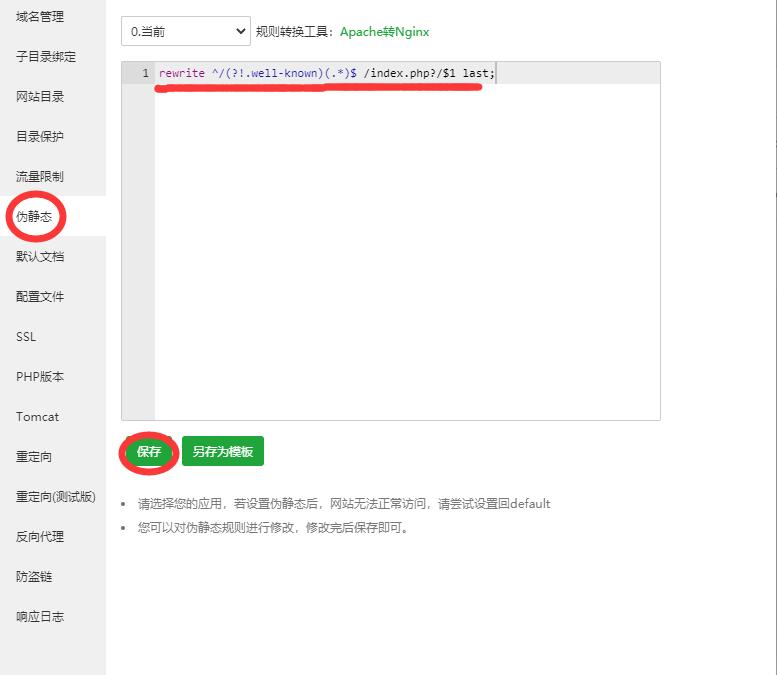 域名管理
子目录绑定
网站目录
目录保护
流量限制
伪静态
默认文档
配置文件
SSL
PHP版本
Tomcat
重定向
重定向(测试版)
反向代理
防盗链
响应日志
0.当前 规则转换工具：Apache转Nginx
1 rewrite ^/(?!.well-known)(.*)$ /index.php?/$1 last;
保存 另存为模板
请选择您的应用，若设置伪静态后，网站无法正常访问，请尝试设置回default
您可以对伪静态规则进行修改，修改完后保存即可。